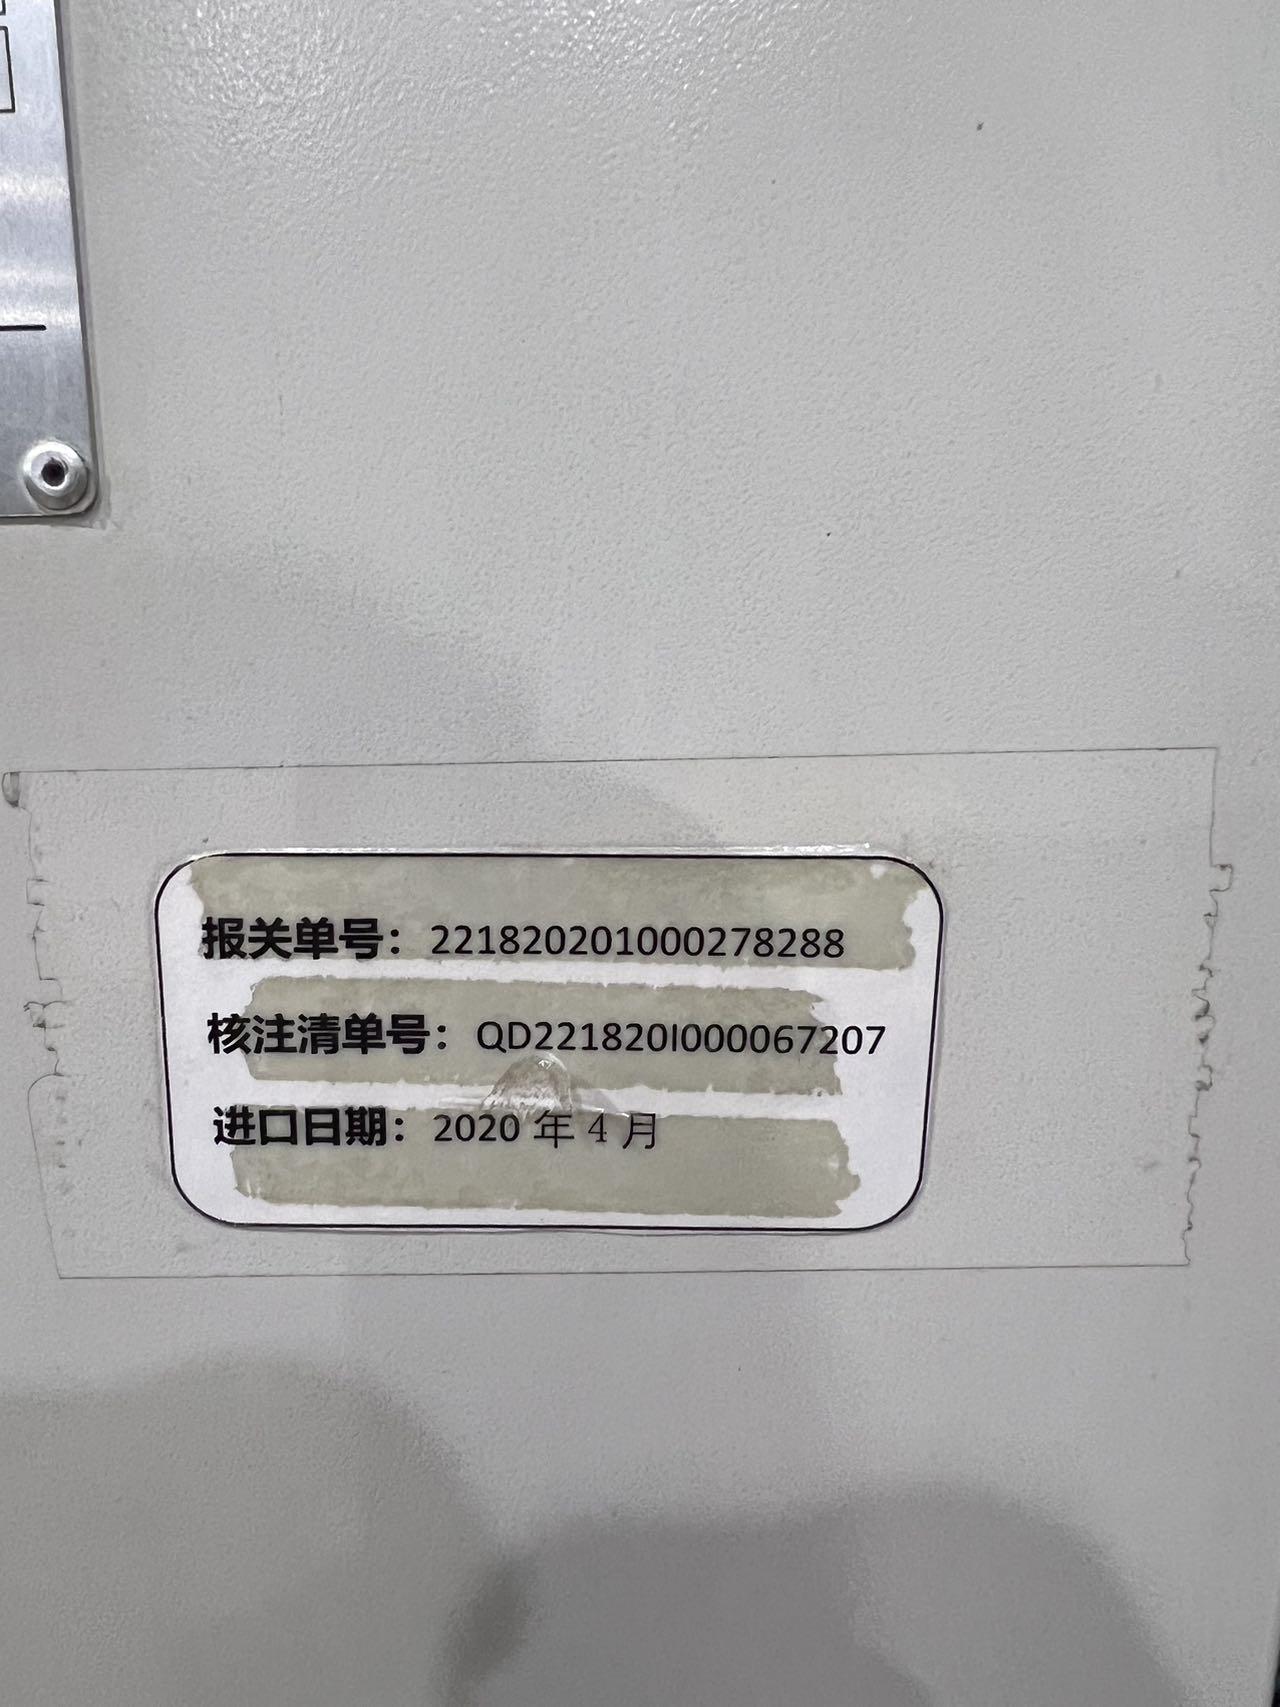 报关单号：221820201000278288
核注清单号：QD221820I000067207
进口日期：2020 年 4 月